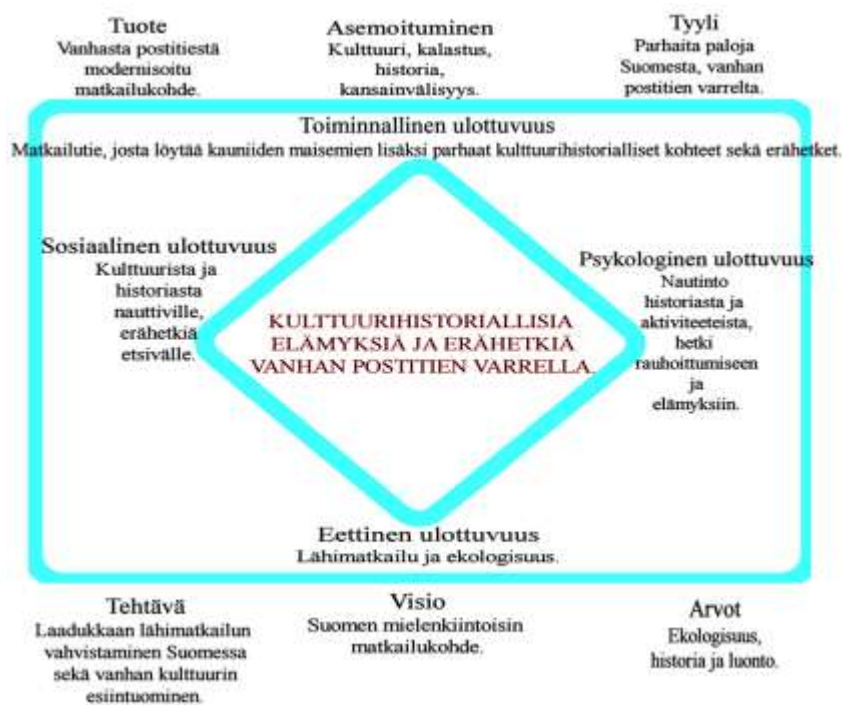 Tuote
Vanhasta postitiestä
modernisoitu
matkailukohde.
Asemoituminen
Kulttuuri, kalastus,
historia,
kansainvälisyys.
Tyyli
Parhaita paloja
Suomesta, vanhan
postitien varrelta.
Toiminnallinen ulottuvuus
Matkailutie, josta löytää kauniiden maisemien lisäksi parhaat kulttuurihistorialliset kohteet sekä erähetket.
Sosiaalinen ulottuvuus
Kulttuurista ja
historiasta
nauttiville,
erähetkiä
etsivälle.
KULTTUURIHISTORIALLISIA
ELÄMYKSIÄ JA ERÄHETKIÄ
VANHAN POSTITIEN VARRELLA.
Psykologinen ulottuvuus
Nautinto
historiasta ja
aktiviteeteista,
hetki
rauhoittumiseen
ja
elämyksiin.
Eettinen ulottuvuus
Lähimatkailu ja ekologisuus.
Tehtävä
Laadukkaan lähimatkailun
vahvistaminen Suomessa
sekä vanhan kulttuurin
esiintuominen.
Visio
Suomen mielenkiintoisin
matkailukohde.
Arvot
Ekologisuus,
historia ja luonto.